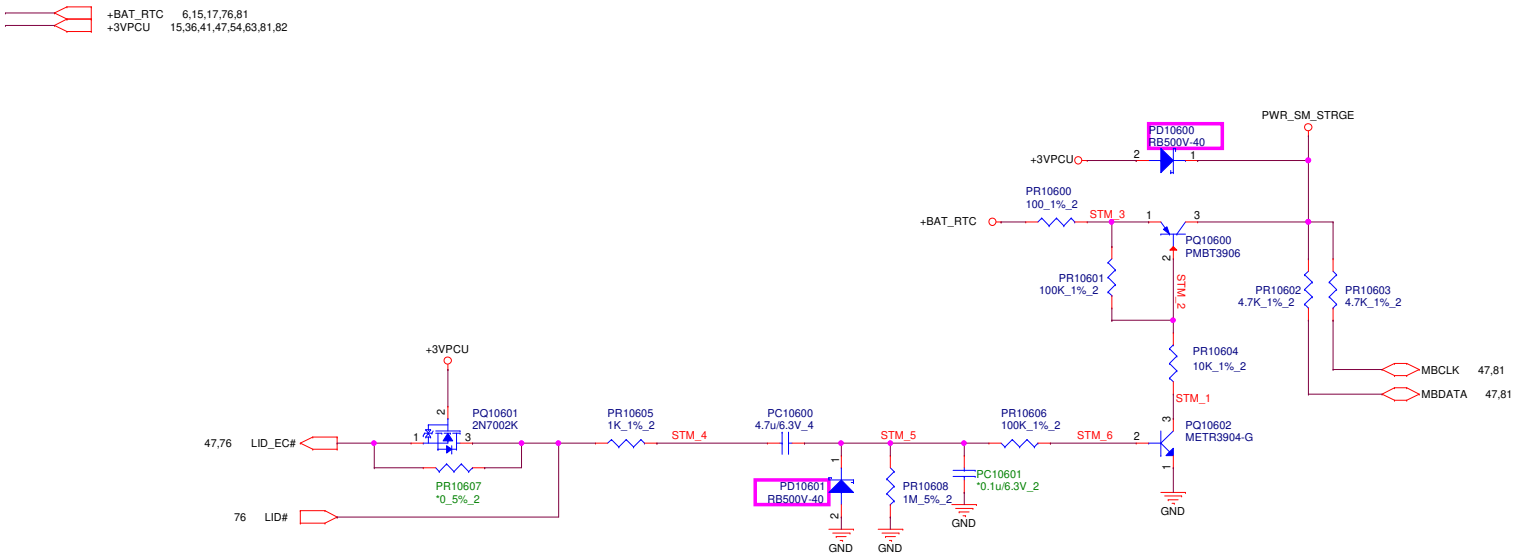 +BAT_RTC 6,15,17,76,81
+3VPCU 15,36,41,47,54,63,81,82
PWR_SM_STRGE
PD10600
RB500V-40
+3VPCU
2
1
PR10600
100_1%_2
+BAT_RTC
STM_3
1
3
PQ10600
PMBT3906
2
PR10601
100K_1%_2
STM_2
PR10602
4.7K_1%_2
PR10603
4.7K_1%_2
+3VPCU
PR10604
10K_1%_2
MBCLK 47,81
MBDATA 47,81
STM_1
2
PQ10601
2N7002K
PR10605
1K_1%_2
PC10600
4.7u/6.3V_4
PR10606
100K_1%_2
3
PQ10602
METR3904-G
47,76 LID_EC#
1
3
STM_4
STM_5
STM_6
2
1
1
PR10607
*0_5%_2
PD10601
RB500V-40
PR10608
1M_5%_2
PC10601
*0.1u/6.3V_2
2
76 LID#
GND
GND
GND
GND